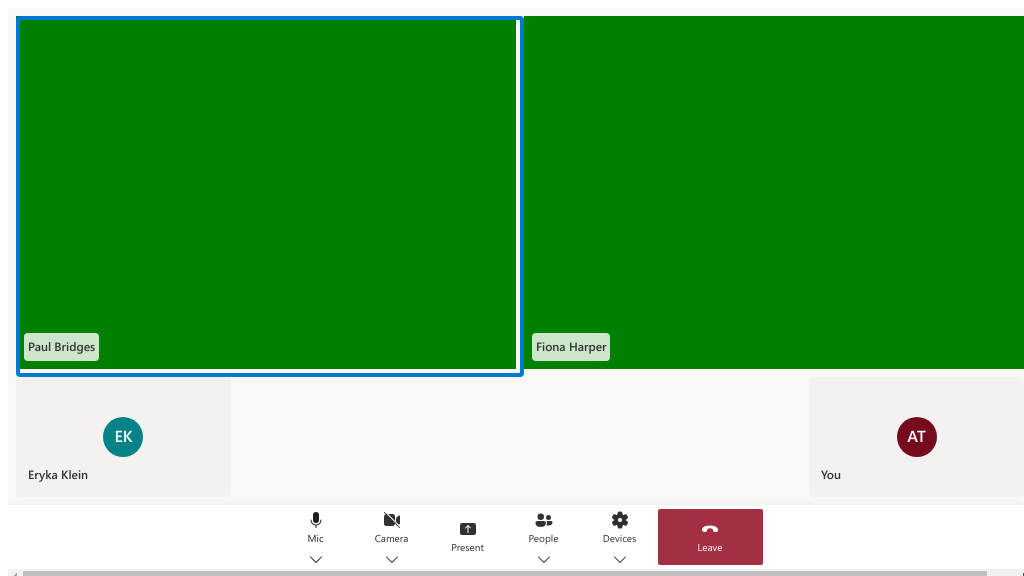 Paul Bridges
Fiona Harper
EK
Eryka Klein
AT
You
Mic
Camera
Present
People
Devices
Leave